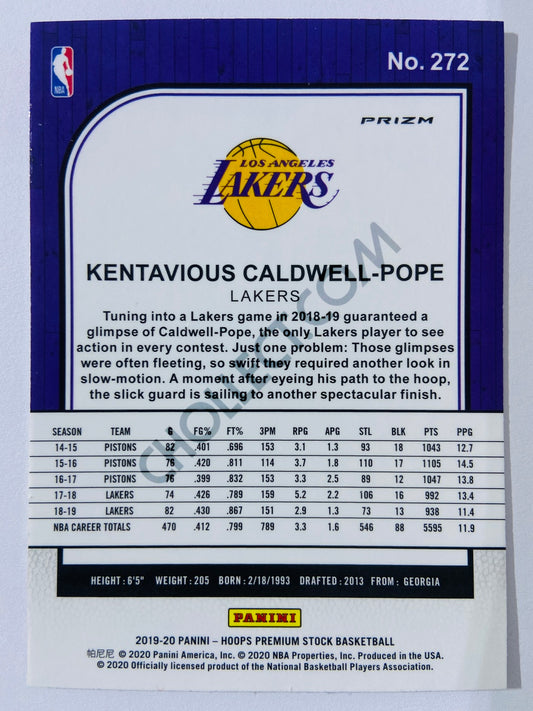 NBA
No. 272
PRIZM
LOS ANGELES
LAKERS
KENTAVIOUS CALDWELL-POPE
LAKERS
Tuning into a Lakers game in 2018-19 guaranteed a
glimpse of Caldwell-Pope, the only Lakers player to see
action in every contest. Just one problem: Those glimpses
were often fleeting, so swift they required another look in
slow-motion. A moment after eyeing his path to the hoop,
the slick guard is sailing to another spectacular finish.
CHOLLECT.COM
SEASON TEAM G FG% FT% 3PM RPG APG STL BLK PTS PPG
14-15 PISTONS 82 .401 .696 153 3.1 1.3 93 18 1043 12.7
15-16 PISTONS 76 .420 .811 114 3.7 1.8 110 17 1105 14.5
16-17 PISTONS 76 .399 .832 153 3.3 2.5 89 12 1047 13.8
17-18 LAKERS 74 .426 .789 159 5.2 2.2 106 16 992 13.4
18-19 LAKERS 82 .430 .867 151 2.9 1.3 73 13 938 11.4
NBA CAREER TOTALS 470 .412 .799 789 3.3 1.6 546 88 5595 11.9
HEIGHT: 6'5" WEIGHT: 205 BORN: 2/18/1993 DRAFTED: 2013 FROM: GEORGIA
PANINI
2019-20 PANINI – HOOPS PREMIUM STOCK BASKETBALL
帕尼尼 © 2020 Panini America, Inc. © 2020 NBA Properties, Inc. Produced in the USA.
© 2020 Officially licensed product of the National Basketball Players Association.